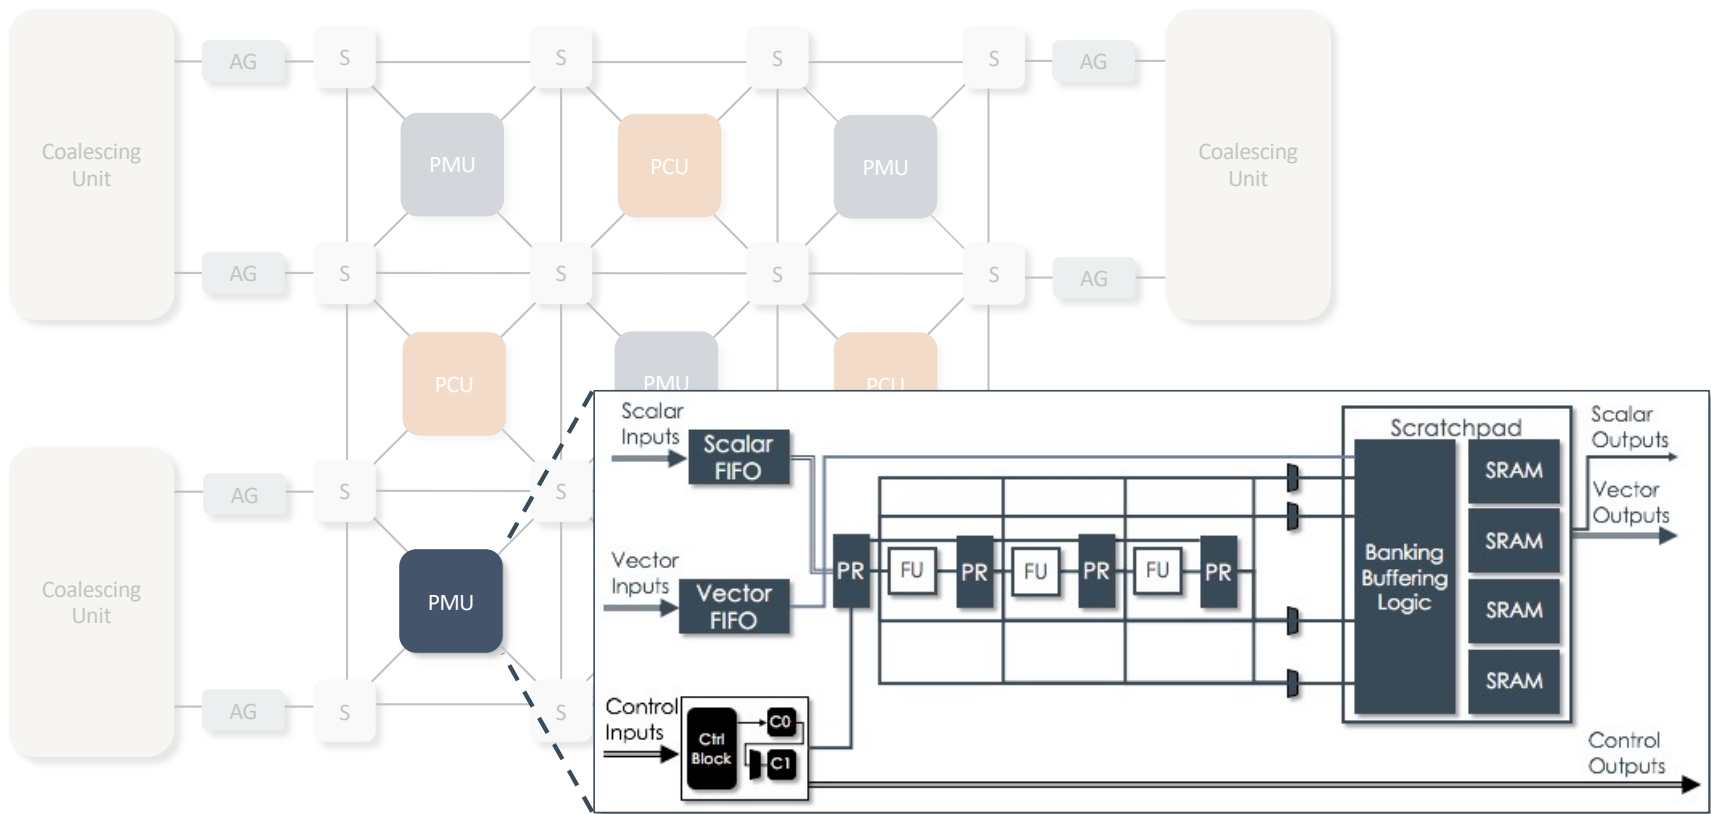 AG
S
S
S
S
AG
Coalescing
Unit
PMU
PCU
PMU
Coalescing
Unit
AG
S
S
S
S
AG
PCU
PMU
PCU
Scalar
Inputs
Scalar
FIFO
Vector
Inputs
Vector
FIFO
PR
FU
PR
FU
PR
FU
PR
Scratchpad
Banking
Buffering
Logic
SRAM
SRAM
SRAM
SRAM
Scalar
Outputs
Vector
Outputs
Control
Inputs
Ctrl
Block
C0
C1
Control
Outputs
AG
S
S
Coalescing
Unit
PMU
AG
S
S